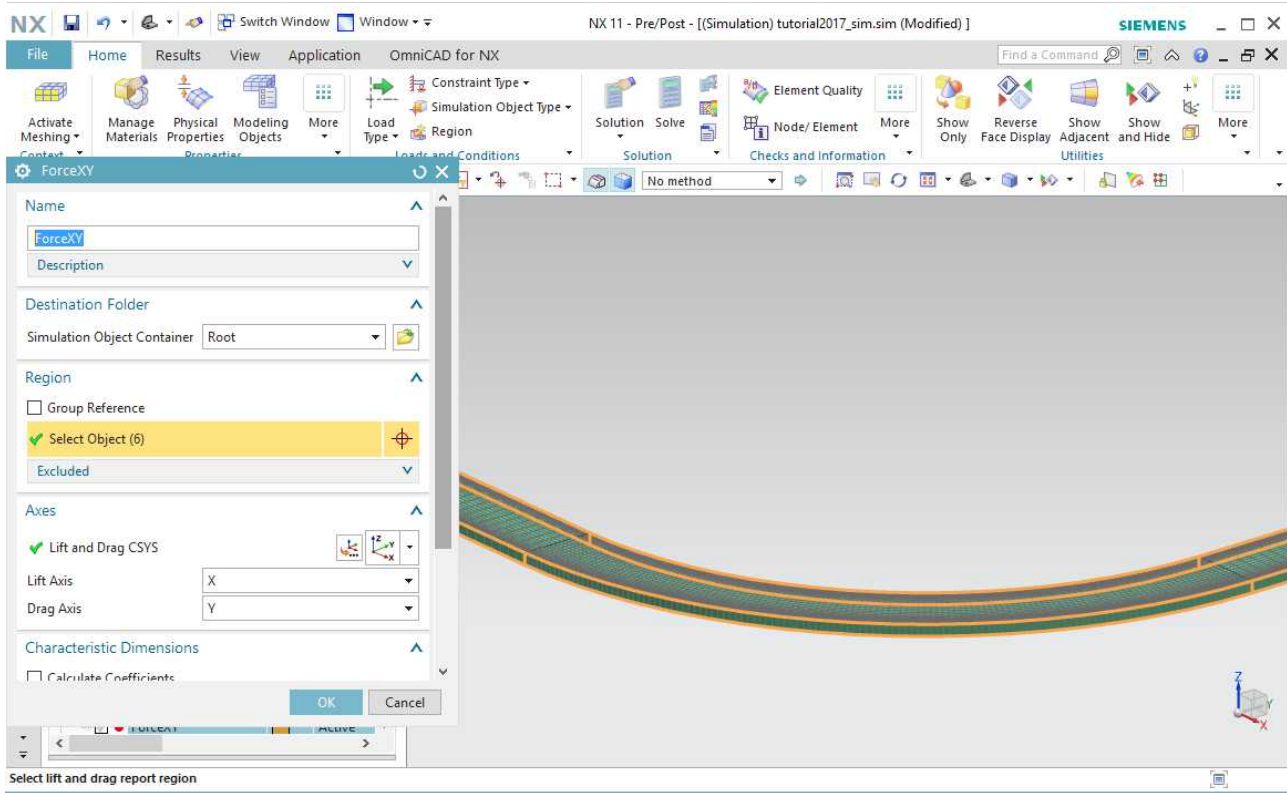 NX Switch Window Window NX 11 - Pre/Post - [(Simulation) tutorial2017_sim.sim (Modified) ] SIEMENS
File Home Results View Application OmniCAD for NX Find a Command
Activate Meshing
Manage Materials
Physical Properties
Modeling Objects
More
Load Type
Constraint Type
Simulation Object Type
Region
Solution
Solve
Element Quality
Node/ Element
More
Show Only
Reverse Face Display
Show Adjacent
Show and Hide
More
Context Properties Loads and Conditions Solution Checks and Information Utilities
ForceXY
No method
Name
ForceXY
Description
Destination Folder
Simulation Object Container Root
Region
Group Reference
Select Object (6)
Excluded
Axes
Lift and Drag CSYS
Lift Axis X
Drag Axis Y
Characteristic Dimensions
Calculate Coefficients
OK Cancel
ForceXY Active
Z
Y
X
Select lift and drag report region